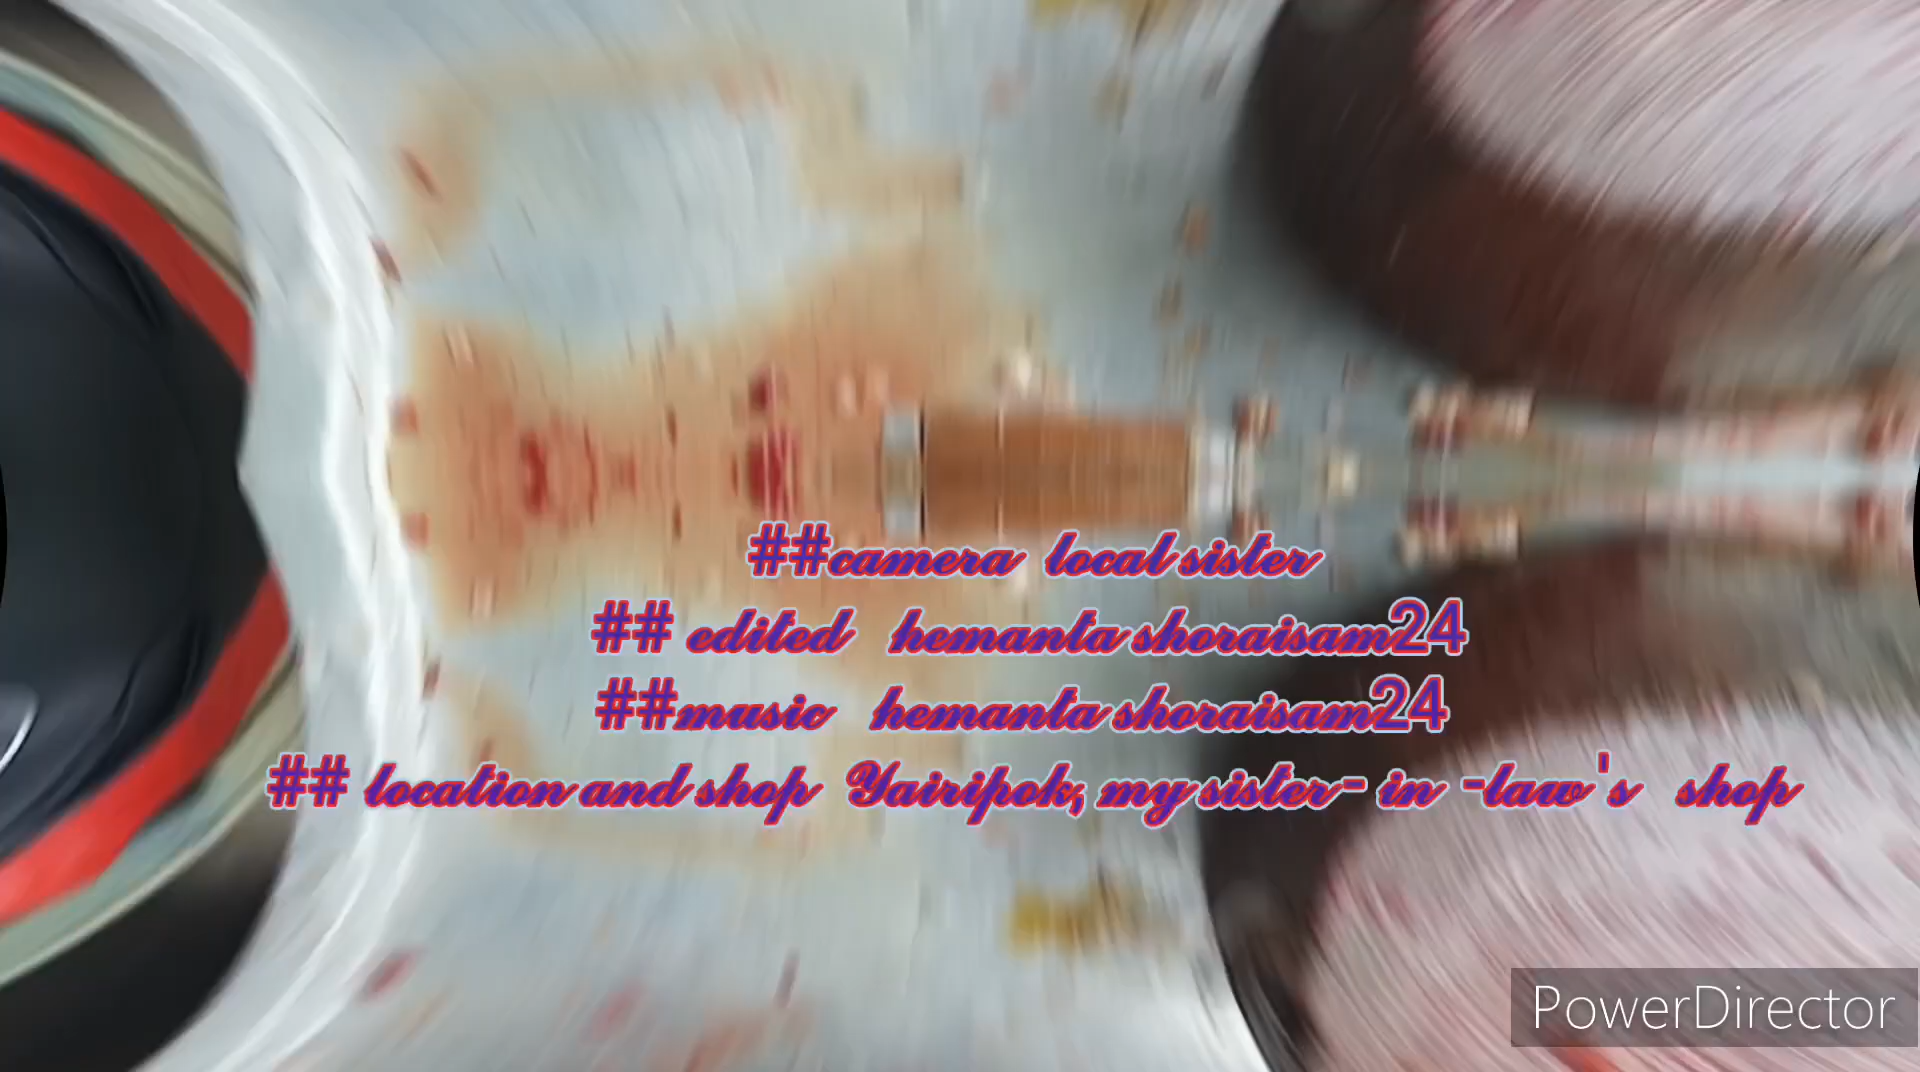 ##camera local sister
## edited hemanta shoraisam24
##music hemanta shoraisam24
## location and shop Yairipok, my sister- in -law's shop
PowerDirector